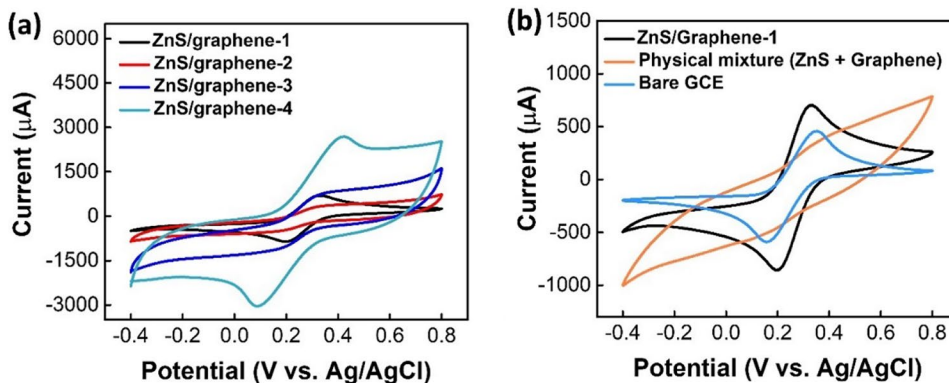 (a)
6000
4500
3000
1500
0
-1500
-3000
Current (μA)
ZnS/graphene-1
ZnS/graphene-2
ZnS/graphene-3
ZnS/graphene-4
-0.4 -0.2 0.0 0.2 0.4 0.6 0.8
Potential (V vs. Ag/AgCl)
(b)
1500
1000
500
0
-500
-1000
Current (μA)
ZnS/Graphene-1
Physical mixture (ZnS + Graphene)
Bare GCE
-0.4 -0.2 0.0 0.2 0.4 0.6 0.8
Potential (V vs. Ag/AgCl)